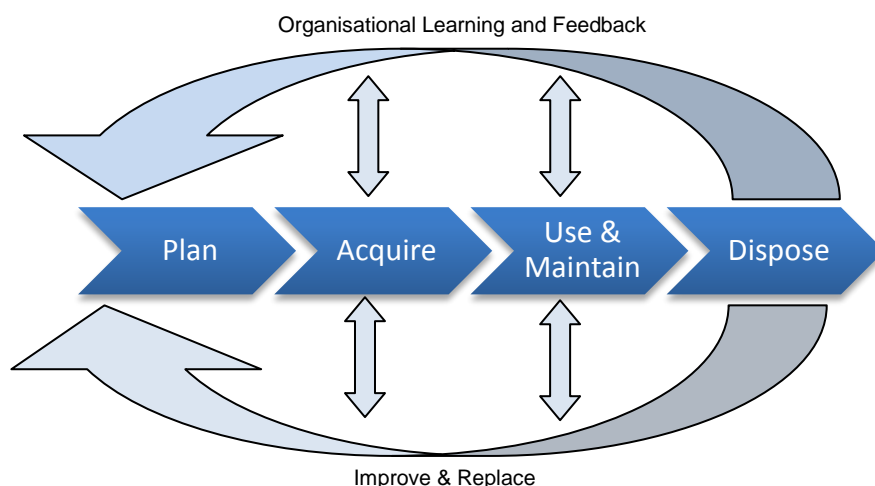 Organisational Learning and Feedback
Plan
Acquire
Use &
Maintain
Dispose
Improve & Replace